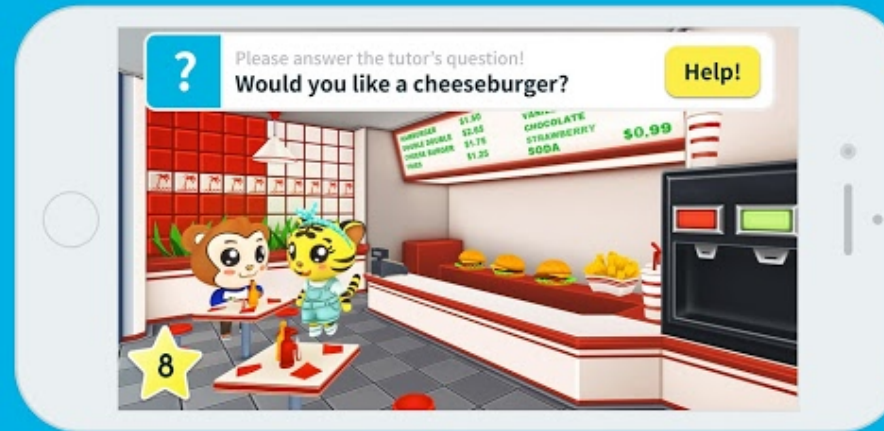 ?
Please answer the tutor's question!
Would you like a cheeseburger?
Help!
HAMBURGER $1.50
DOUBLE DOUBLE $2.65
CHEESE BURGER $1.75
FRIES $1.25
CHOCOLATE
STRAWBERRY
SODA
$0.99
8